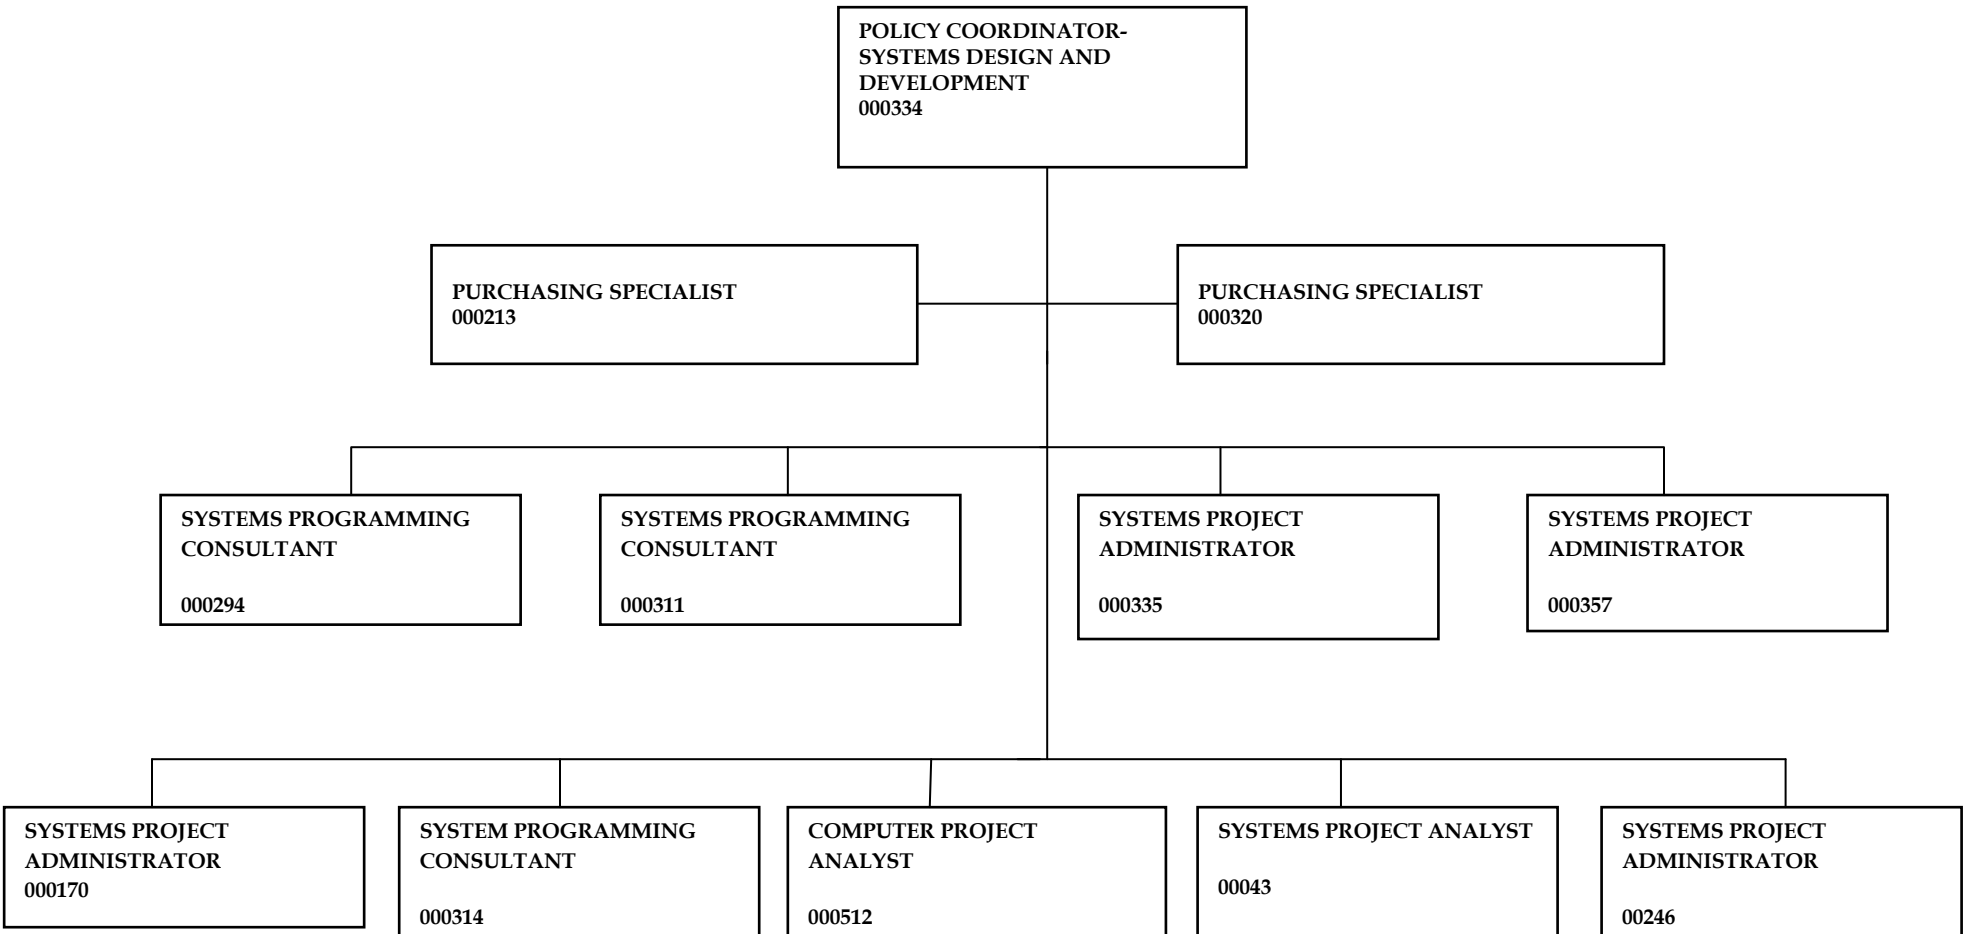 POLICY COORDINATOR-
SYSTEMS DESIGN AND
DEVELOPMENT
000334
PURCHASING SPECIALIST
000213
PURCHASING SPECIALIST
000320
SYSTEMS PROGRAMMING
CONSULTANT
000294
SYSTEMS PROGRAMMING
CONSULTANT
000311
SYSTEMS PROJECT
ADMINISTRATOR
000335
SYSTEMS PROJECT
ADMINISTRATOR
000357
SYSTEMS PROJECT
ADMINISTRATOR
000170
SYSTEM PROGRAMMING
CONSULTANT
000314
COMPUTER PROJECT
ANALYST
000512
SYSTEMS PROJECT ANALYST
00043
SYSTEMS PROJECT
ADMINISTRATOR
00246